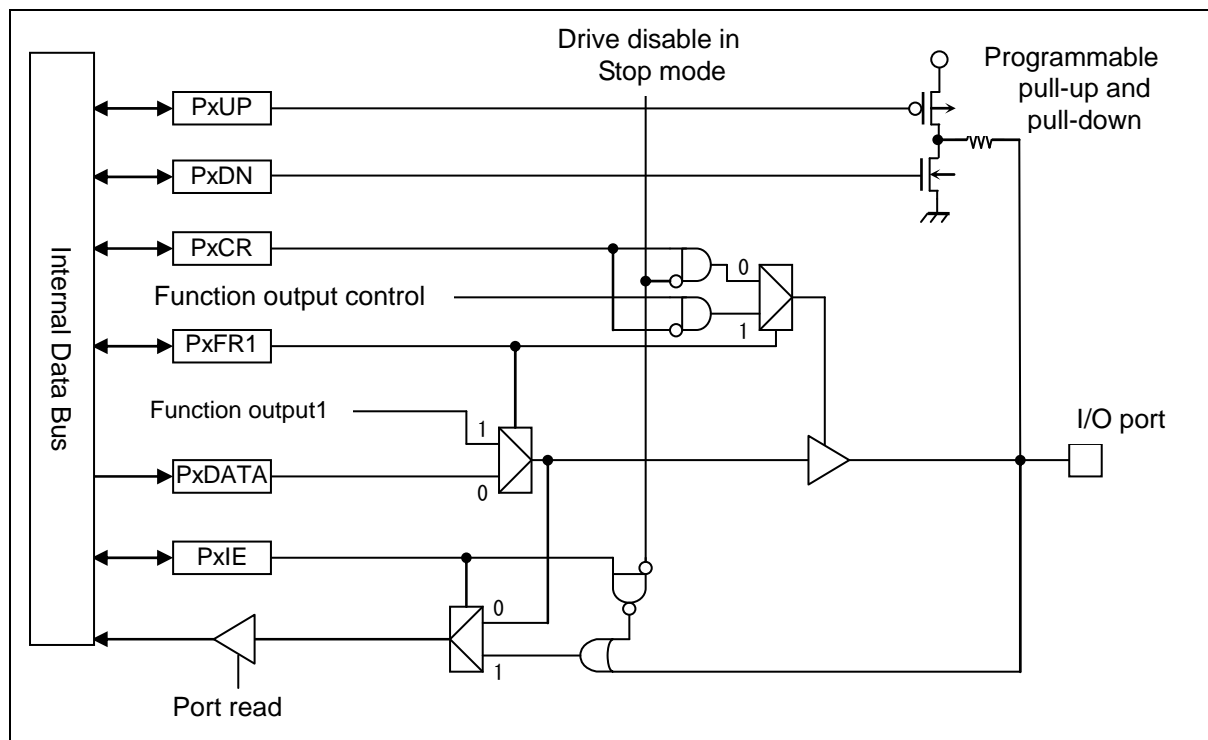 Drive disable in
Stop mode
Programmable
pull-up and
pull-down
PxUP
PxDN
PxCR
Internal Data Bus
0
Function output control
1
PxFR1
Function output1
1
I/O port
PxDATA
0
PxIE
0
1
Port read